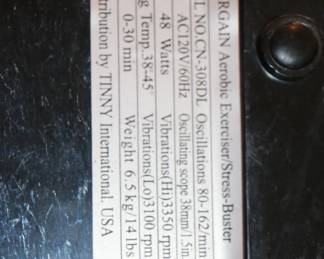 RGAIN Aerobic Exerciser/Stress-Buster
L NO.CN-308DL Oscillations 80-162/min
AC120V/60Hz Oscillating scope 38mm/1.5in.
48 Watts Vibrations(Hi)3350 rpm
g Temp.38-45° Vibrations(Lo)3100 rpm
0-30 min Weight 6.5 kg/14 lbs
tribution by TINNY International. USA